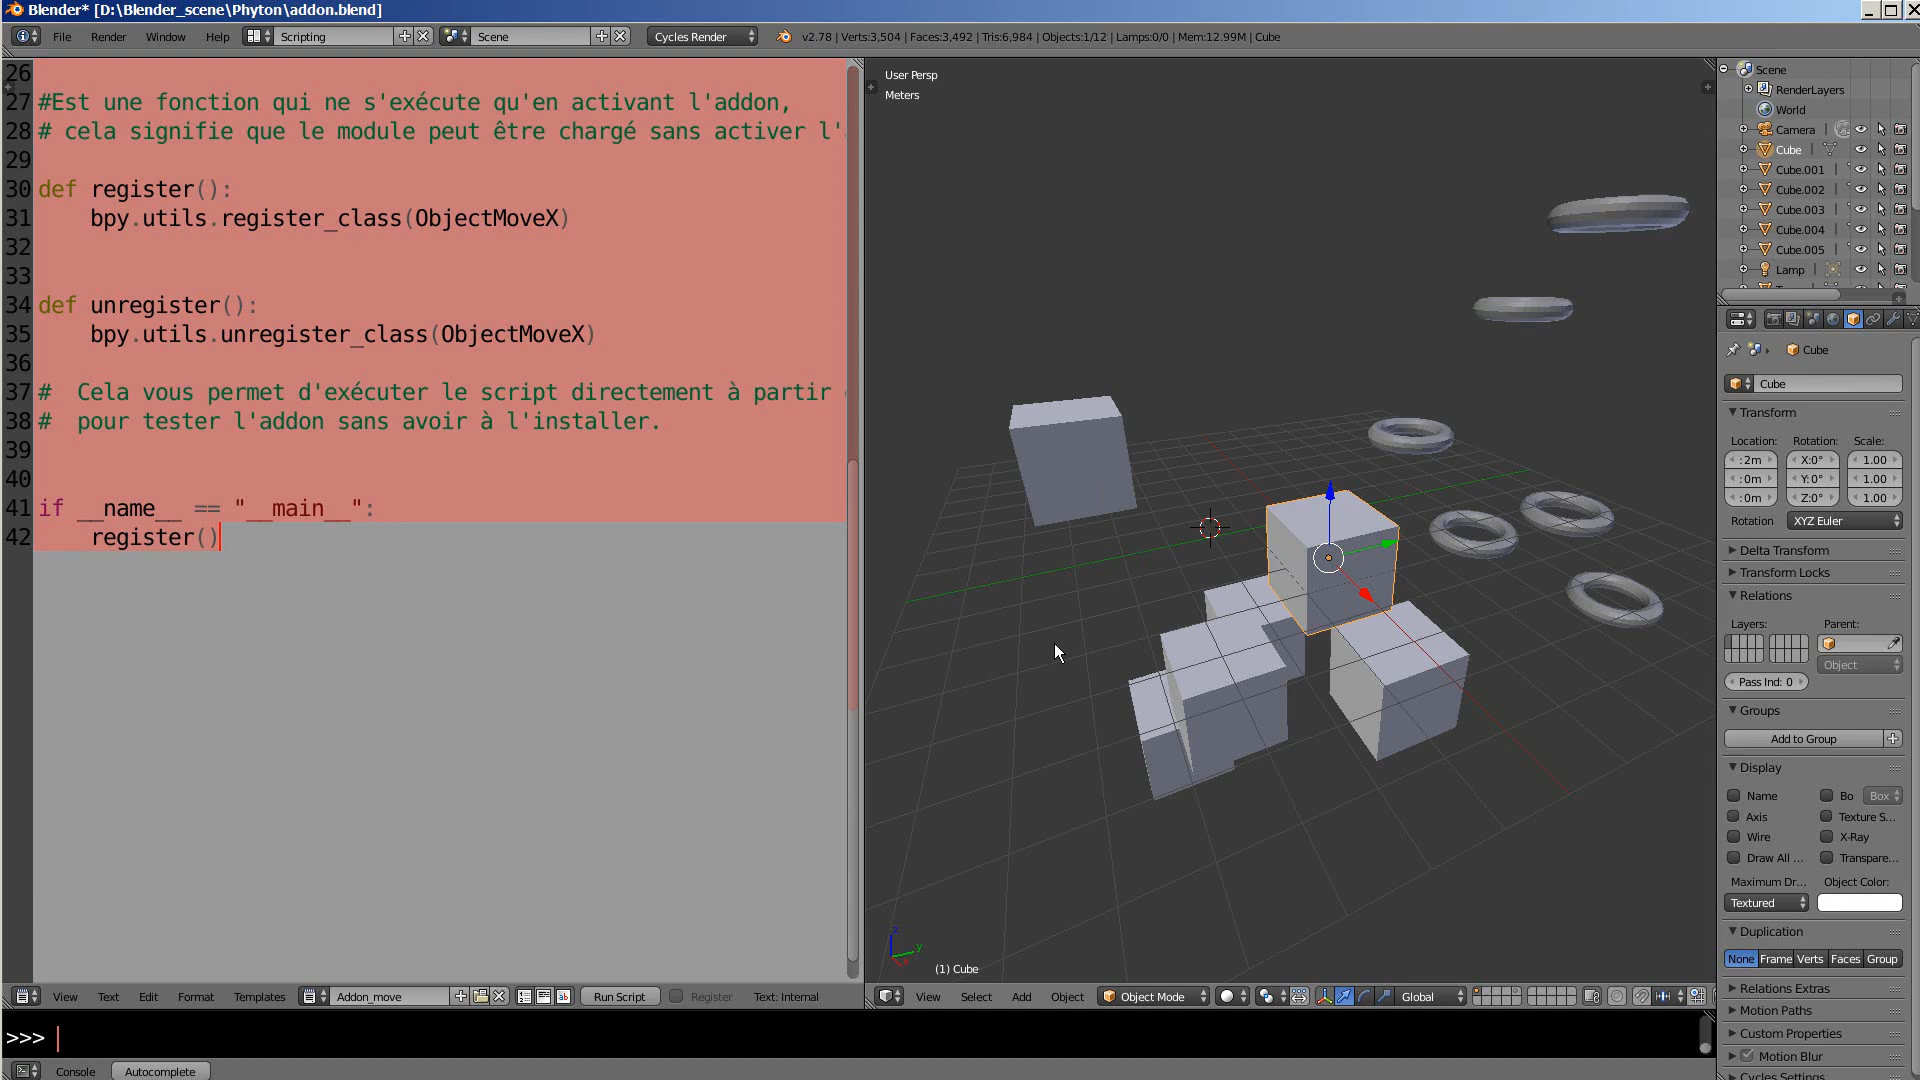 Blender* [D:\Blender_scene\Phyton\addon.blend]
File Render Window Help Scripting Scene Cycles Render v2.78 | Verts:3,504 | Faces:3,492 | Tris:6,984 | Objects:1/12 | Lamps:0/0 | Mem:12.99M | Cube
26
27 #Est une fonction qui ne s'exécute qu'en activant l'addon,
28 # cela signifie que le module peut être chargé sans activer l'
29
30 def register():
31 bpy.utils.register_class(ObjectMoveX)
32
33
34 def unregister():
35 bpy.utils.unregister_class(ObjectMoveX)
36
37 # Cela vous permet d'exécuter le script directement à partir
38 # pour tester l'addon sans avoir à l'installer.
39
40
41 if __name__ == "__main__":
42 register()
View Text Edit Format Templates Addon_move Run Script Register Text: Internal
>>>
Console Autocomplete
User Persp
Meters
z
y
(1) Cube
View Select Add Object Object Mode Global
Scene
RenderLayers
World
Camera
Cube
Cube.001
Cube.002
Cube.003
Cube.004
Cube.005
Lamp
Cube
Cube
Transform
Location: Rotation: Scale:
:2m X:0° 1.00
:0m Y:0° 1.00
:0m Z:0° 1.00
Rotation XYZ Euler
Delta Transform
Transform Locks
Relations
Layers: Parent:
Object
Pass Ind: 0
Groups
Add to Group
Display
Name Bo Box
Axis Texture S...
Wire X-Ray
Draw All ... Transpare...
Maximum Dr... Object Color:
Textured
Duplication
None Frame Verts Faces Group
Relations Extras
Motion Paths
Custom Properties
Motion Blur
Cycles Settings